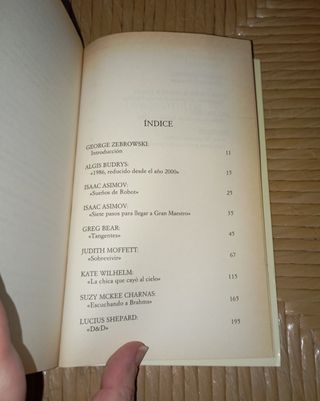 ÍNDICE
GEORGE ZEBROWSKI:
Introducción 11
ALGIS BUDRYS:
«1986, reducido desde el año 2000» 15
ISAAC ASIMOV:
«Sueños de Robot» 25
ISAAC ASIMOV:
«Siete pasos para llegar a Gran Maestro» 35
GREG BEAR:
«Tangentes» 45
JUDITH MOFFETT:
«Sobrevivir» 67
KATE WILHELM:
«La chica que cayó al cielo» 115
SUZY MCKEE CHARNAS:
«Escuchando a Brahms» 165
LUCIUS SHEPARD:
«D&D» 195